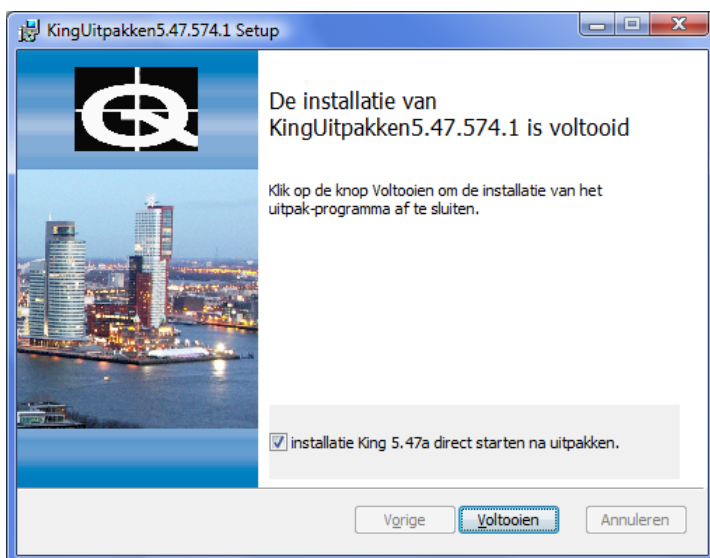 KingUitpakken5.47.574.1 Setup
De installatie van
KingUitpakken5.47.574.1 is voltooid
Klik op de knop Voltooien om de installatie van het
uitpak-programma af te sluiten.
installatie King 5.47a direct starten na uitpakken.
Vorige Voltooien Annuleren